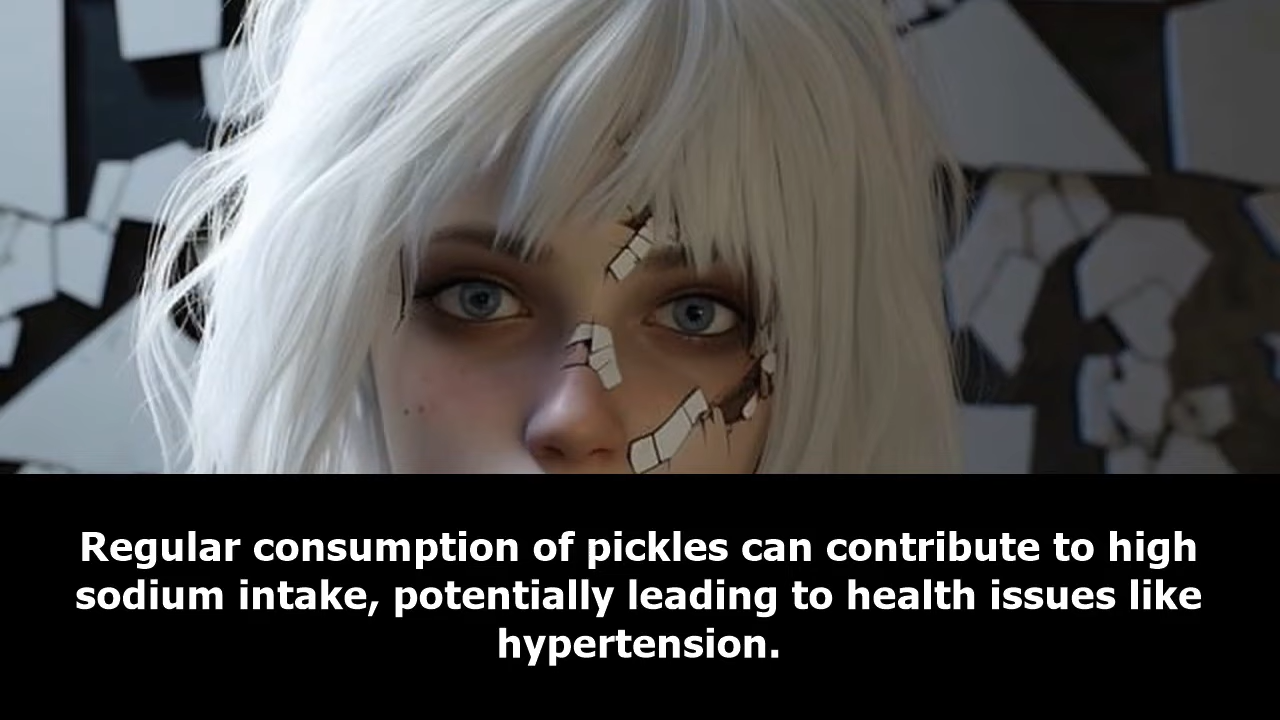 Regular consumption of pickles can contribute to high
sodium intake, potentially leading to health issues like
hypertension.